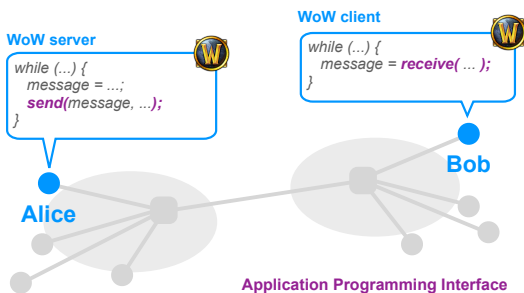 WoW server
while (...) {
message = ...;
send(message, ...);
}
WoW client
while (...) {
message = receive( ... );
}
Alice
Bob
Application Programming Interface